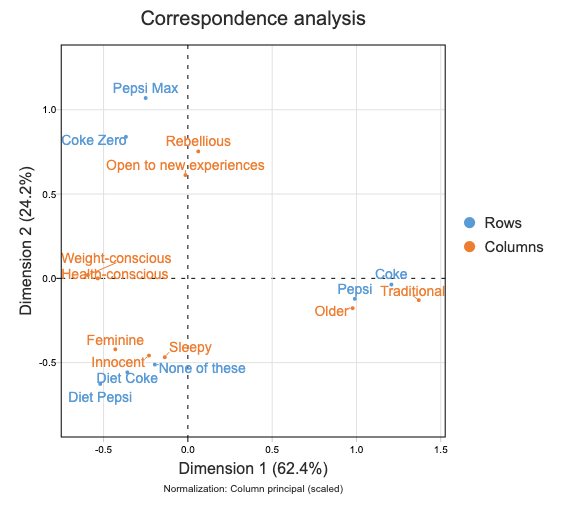 Correspondence analysis
Pepsi Max
1.0
Coke Zero
Rebellious
Open to new experiences
0.5
Rows
Columns
Dimension 2 (24.2%)
Weight-conscious
Health-conscious
0.0
Coke
Pepsi
Traditional
Older
Feminine
Sleepy
Innocent
-0.5
None of these
Diet Coke
Diet Pepsi
-0.5
0.0
0.5
1.0
1.5
Dimension 1 (62.4%)
Normalization: Column principal (scaled)